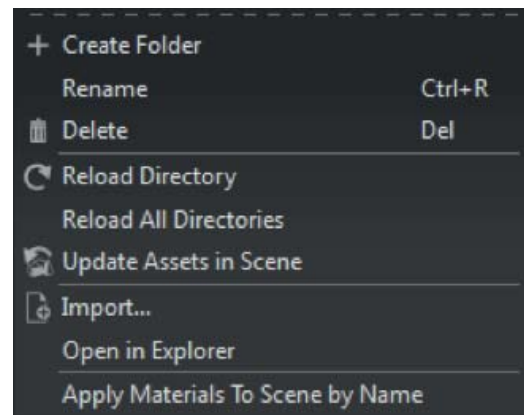 Create Folder
Rename Ctrl+R
Delete Del
Reload Directory
Reload All Directories
Update Assets in Scene
Import...
Open in Explorer
Apply Materials To Scene by Name